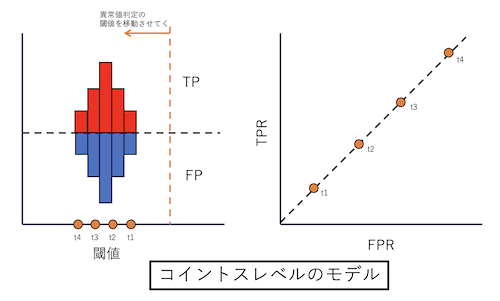 異常値判定の
閾値を移動させてく
TP
FP
t4 t3 t2 t1
閾値
TPR
t4
t3
t2
t1
FPR
コイントスレベルのモデル